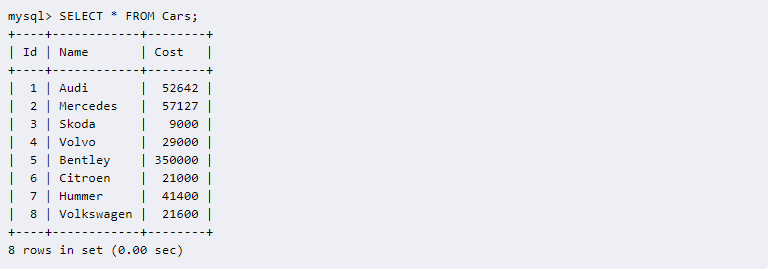 mysql> SELECT * FROM Cars;
+----+------------+--------+
| Id | Name       | Cost   |
+----+------------+--------+
|  1 | Audi       |  52642 |
|  2 | Mercedes   |  57127 |
|  3 | Skoda      |   9000 |
|  4 | Volvo      |  29000 |
|  5 | Bentley    | 350000 |
|  6 | Citroen    |  21000 |
|  7 | Hummer     |  41400 |
|  8 | Volkswagen |  21600 |
+----+------------+--------+
8 rows in set (0.00 sec)